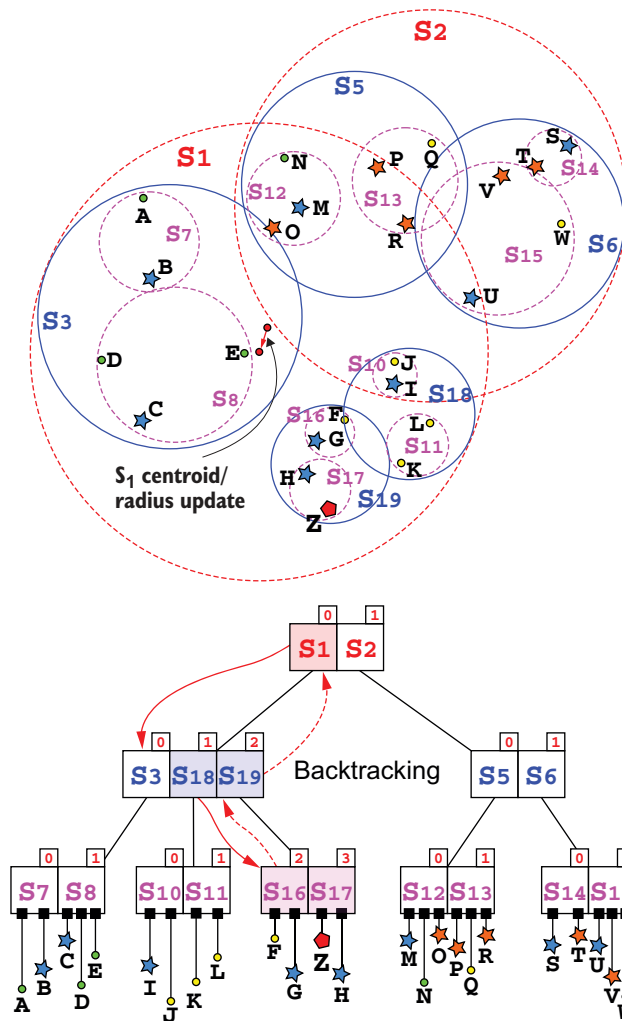 S2
S5
S1
N
P
Q
S
T
S14
S12
M
S13
V
A
O
R
W
S7
S15
S6
B
U
S3
D
E
S10
J
I
S18
S8
C
S16
F
L
G
S11
K
H
S17
S1 centroid/
radius update
S19
Z
0 1
S1 S2
0 1 2
S3 S18 S19
Backtracking
0 1
S5 S6
0 1
S7 S8
0 1
S10 S11
2 3
S16 S17
0 1
S12 S13
0 1
S14 S1
A B C D E
I J K L
F G Z H
M N O P Q R
S T U V